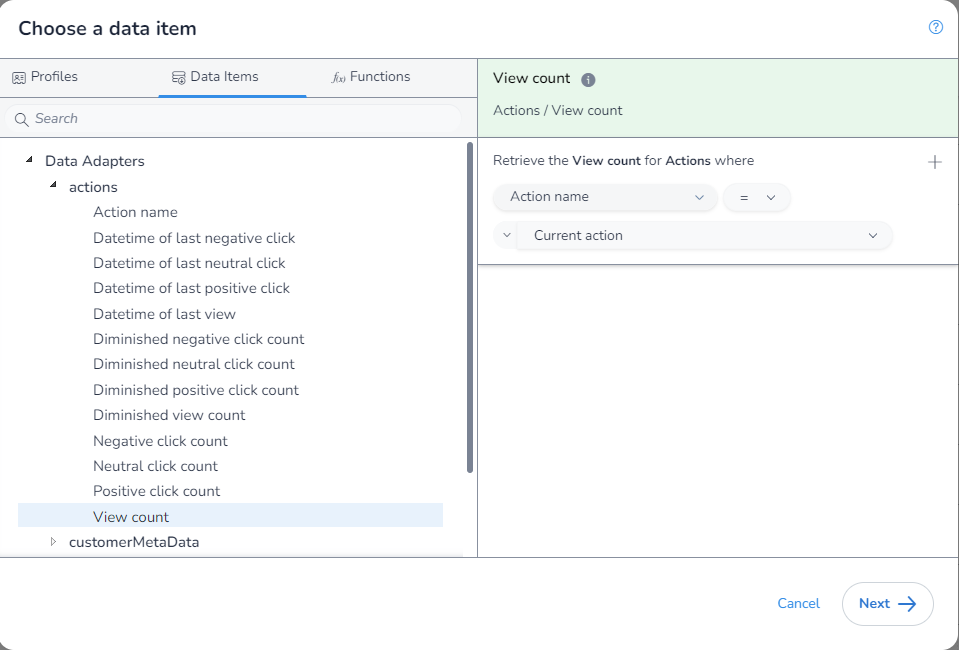 Choose a data item
?
Profiles
Data Items
f(x) Functions
Search
Data Adapters
actions
Action name
Datetime of last negative click
Datetime of last neutral click
Datetime of last positive click
Datetime of last view
Diminished negative click count
Diminished neutral click count
Diminished positive click count
Diminished view count
Negative click count
Neutral click count
Positive click count
View count
customerMetaData
View count i
Actions / View count
Retrieve the View count for Actions where
Action name
=
Current action
Cancel
Next